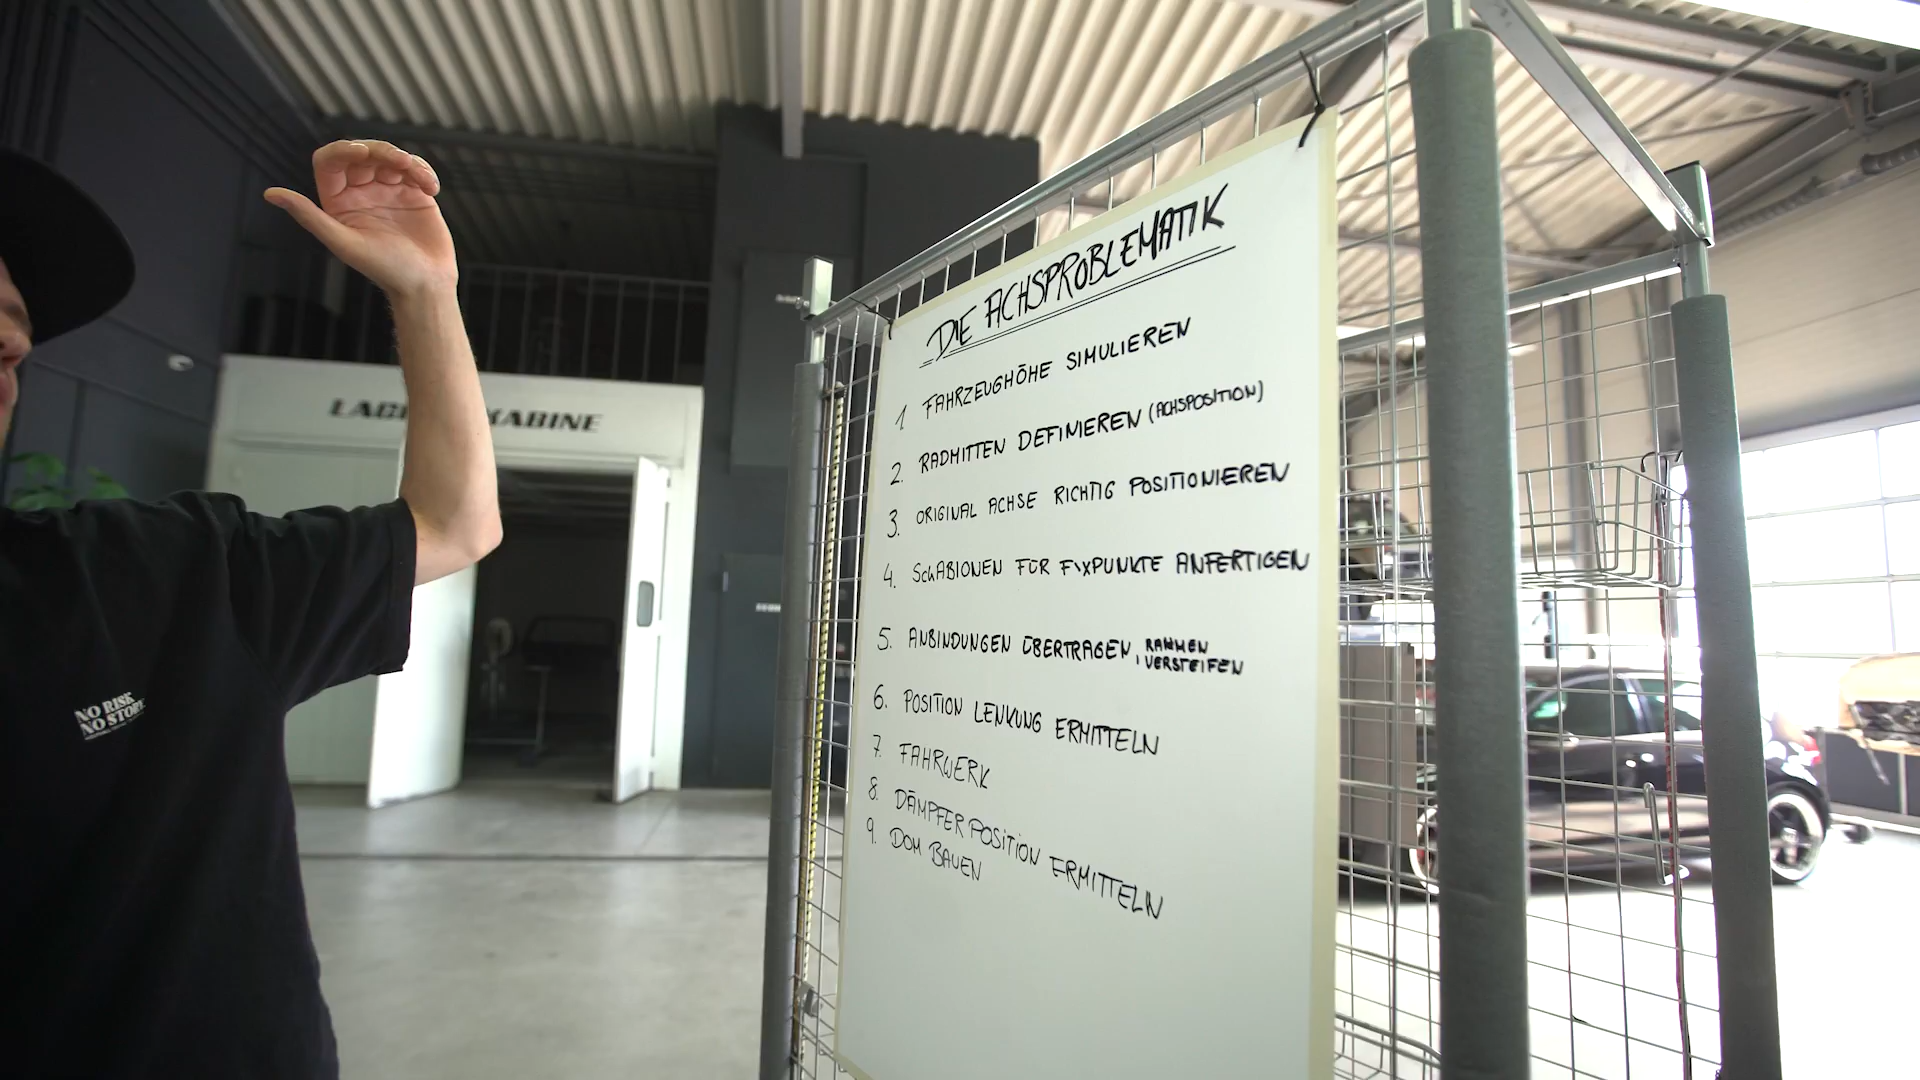 DIE ACHSPROBLEMATIK
1 FAHRZEUGHÖHE SIMULIEREN
2. RADMITTEN DEFINIEREN (ACHSPOSITION)
3. ORIGINAL ACHSE RICHTIG POSITIONIEREN
4. SCHABLONEN FÜR FIXPUNKTE ANFERTIGEN
5. ANBINDUNGEN ÜBERTRAGEN, RAHMEN
VERSTEIFEN
6. POSITION LENKUNG ERMITTELN
7. FAHRWERK
8. DÄMPFERPOSITION ERMITTELN
9. DOM BAUEN
KABINE
NO RISK
NO STORY